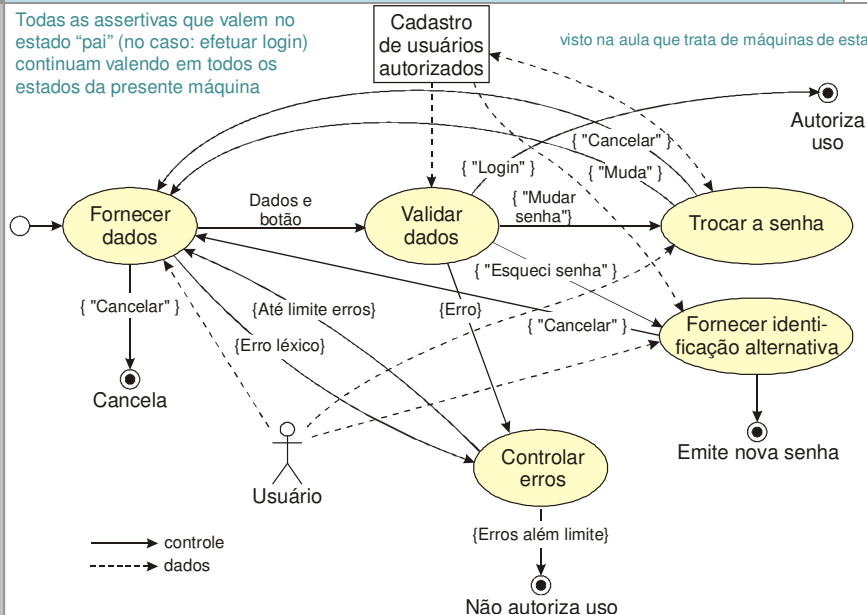 Todas as assertivas que valem no
estado “pai” (no caso: efetuar login)
continuam valendo em todos os
estados da presente máquina
Cadastro
de usuários
autorizados
visto na aula que trata de máquinas de esta
Autoriza
uso
{ "Cancelar" }
{ "Login" }
{ "Muda" }
Fornecer
dados
Dados e
botão
Validar
dados
{ "Mudar
senha"}
Trocar a senha
{ "Esqueci senha" }
{ "Cancelar" }
{Até limite erros}
{Erro}
{ "Cancelar" }
Fornecer identi-
ficação alternativa
{Erro léxico}
Cancela
Emite nova senha
Controlar
erros
Usuário
{Erros além limite}
controle
dados
Não autoriza uso